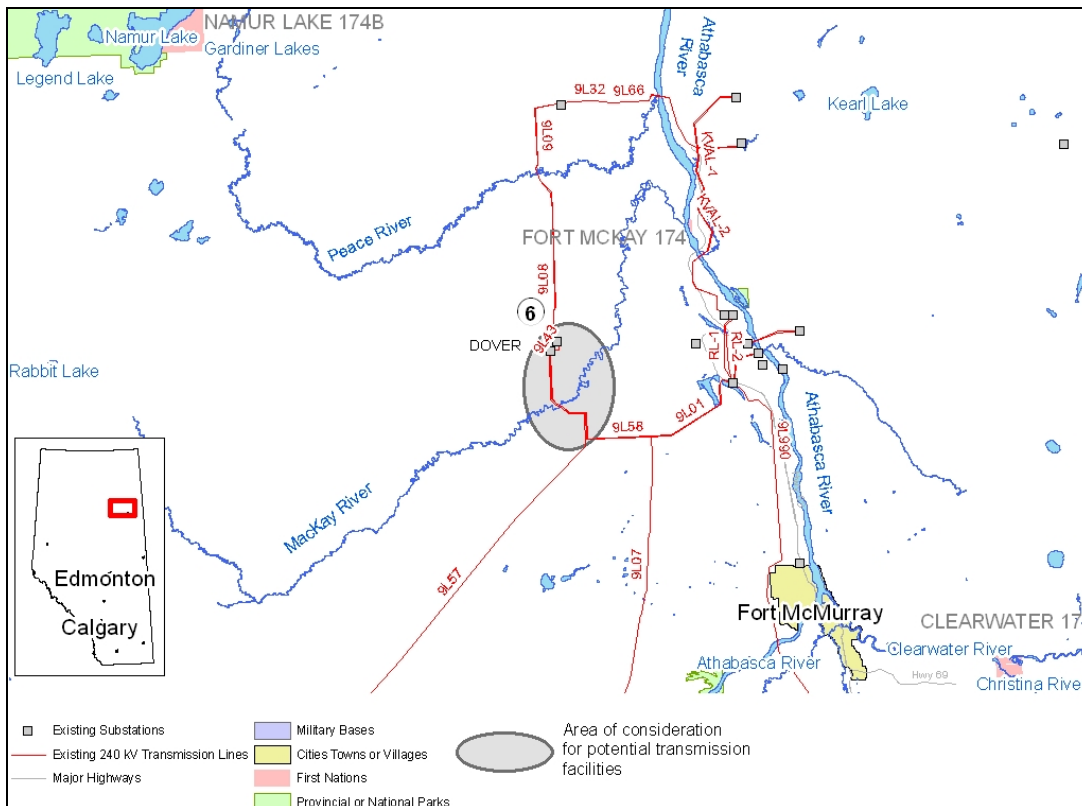 NAMUR LAKE 174B
Namur Lake
Gardiner Lakes
Legend Lake
Athabasca
River
Kearl Lake
9L32 9L66
9L09
KVAL-1
KVAL-2
Peace River
FORT MCKAY 174
9L08
6
DOVER
9L43
RL-1
RL-2
Rabbit Lake
9L01
9L58
9L990
Athabasca River
MacKay River
9L57
9L07
Edmonton
Calgary
Fort McMurray
CLEARWATER 174
Clearwater River
Athabasca River
Hwy 69
Christina River
Existing Substations
Existing 240 kV Transmission Lines
Major Highways
Military Bases
Cities Towns or Villages
First Nations
Provincial or National Parks
Area of consideration
for potential transmission
facilities